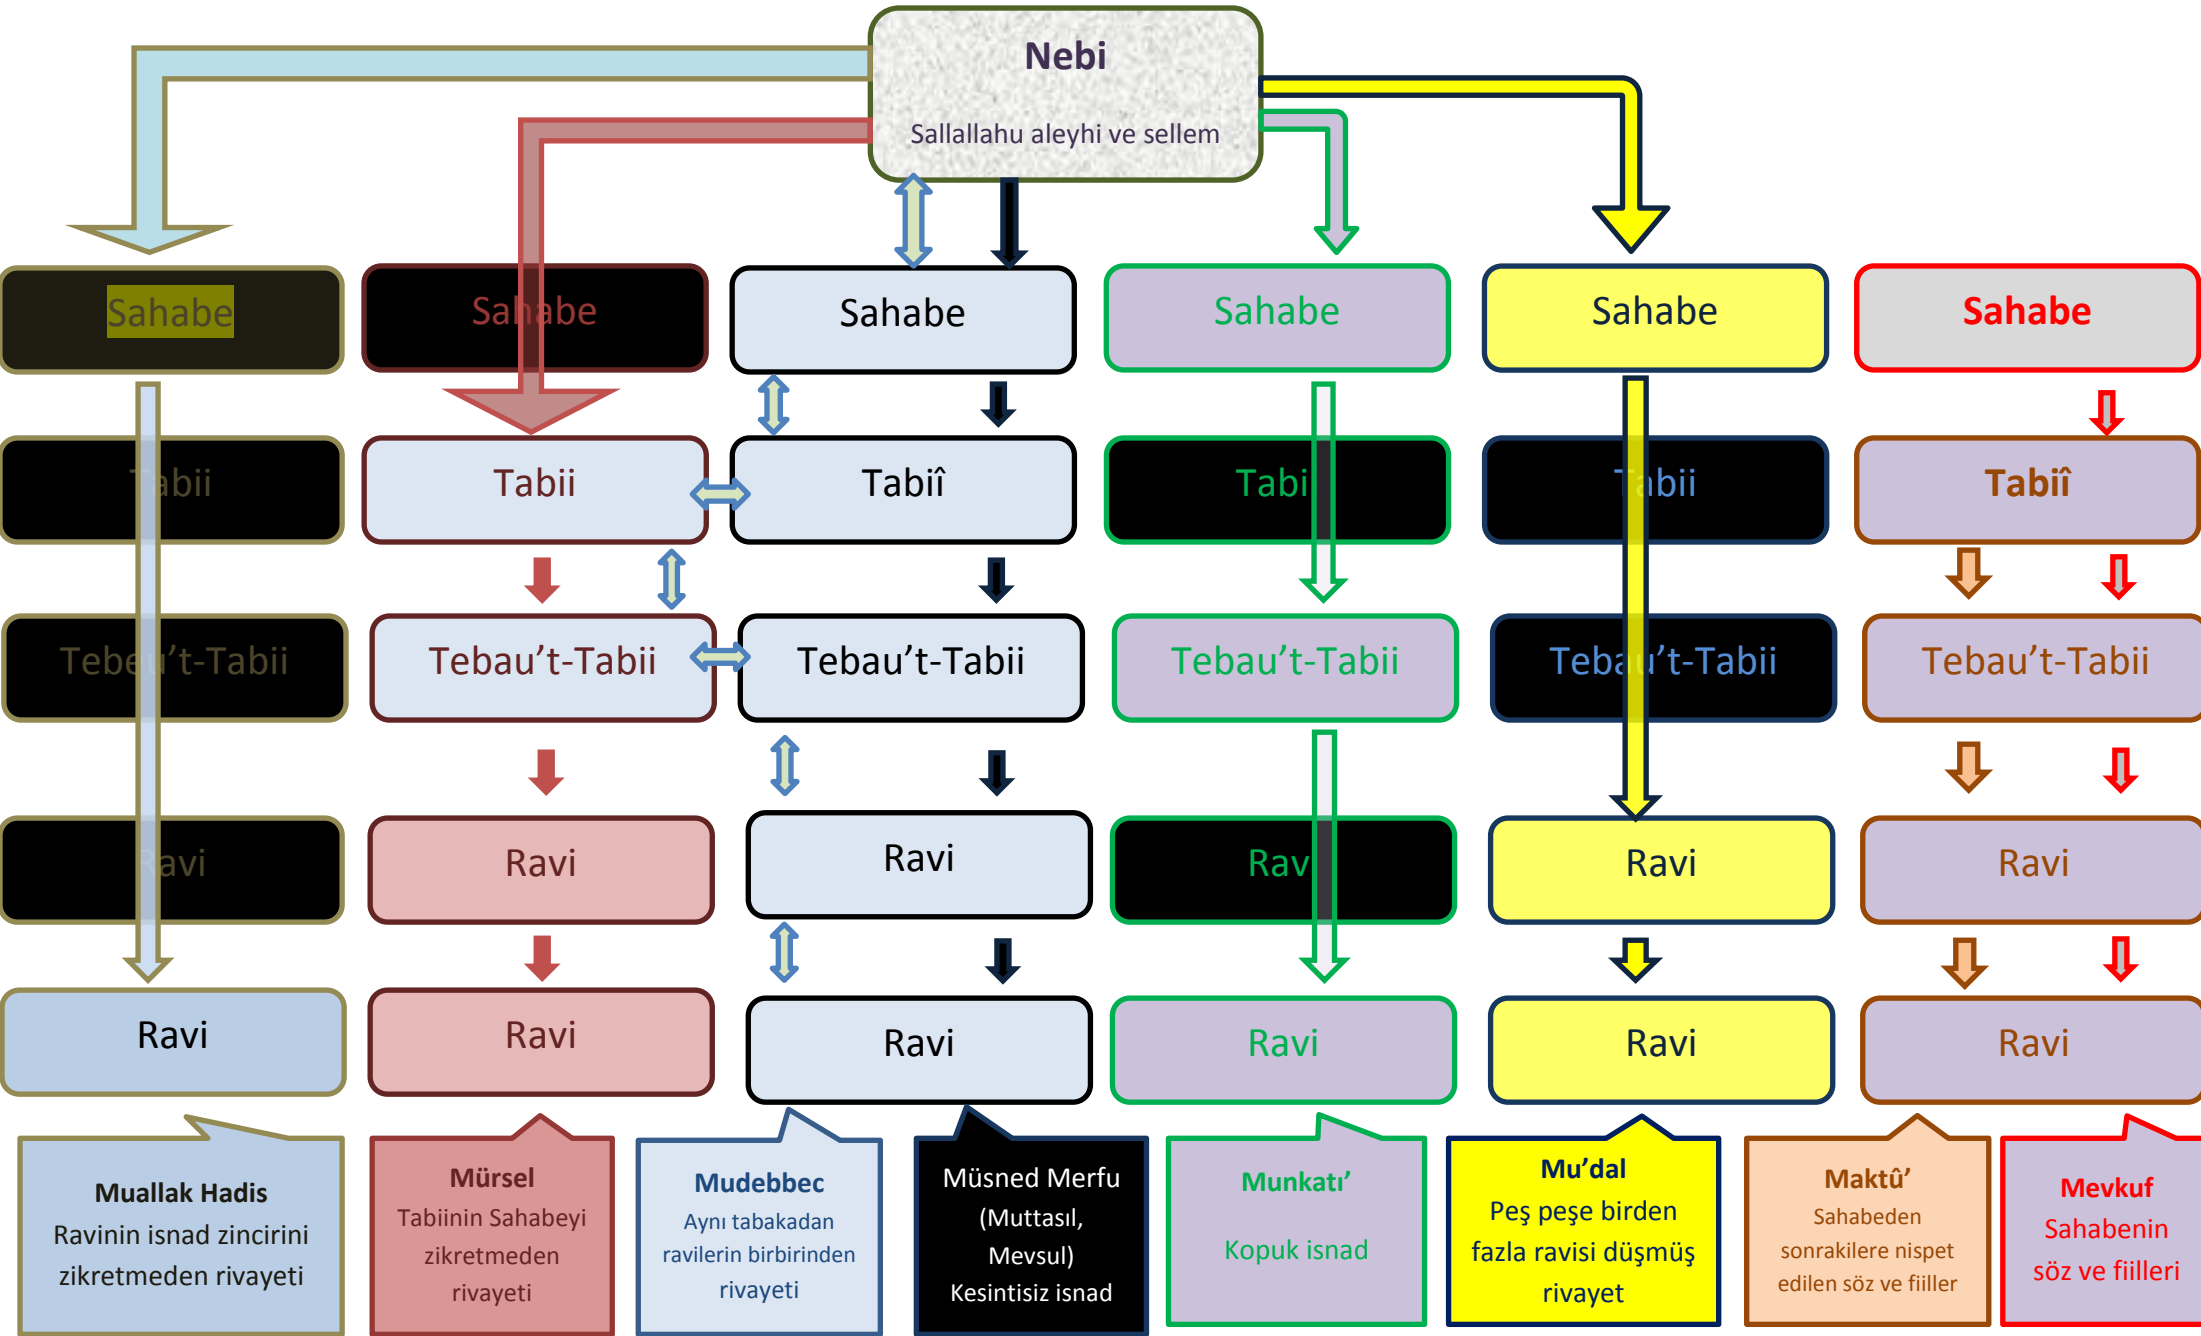 Nebi
Sallallahu aleyhi ve sellem
Sahabe
Sahabe
Sahabe
Sahabe
Sahabe
Sahabe
Tabii
Tabii
Tabiî
Tabii
Tabii
Tabiî
Tebeu’t-Tabii
Tebau’t-Tabii
Tebau’t-Tabii
Tebau’t-Tabii
Tebau’t-Tabii
Tebau’t-Tabii
Ravi
Ravi
Ravi
Ravi
Ravi
Ravi
Ravi
Ravi
Ravi
Ravi
Ravi
Ravi
Muallak Hadis
Ravinin isnad zincirini
zikretmeden rivayeti
Mürsel
Tabiinin Sahabeyi
zikretmeden
rivayeti
Mudebbec
Aynı tabakadan
ravilerin birbirinden
rivayeti
Müsned Merfu
(Muttasıl,
Mevsul)
Kesintisiz isnad
Munkatı’
Kopuk isnad
Mu’dal
Peş peşe birden
fazla ravisi düşmüş
rivayet
Maktû’
Sahabeden
sonrakilere nispet
edilen söz ve fiiller
Mevkuf
Sahabenin
söz ve fiilleri